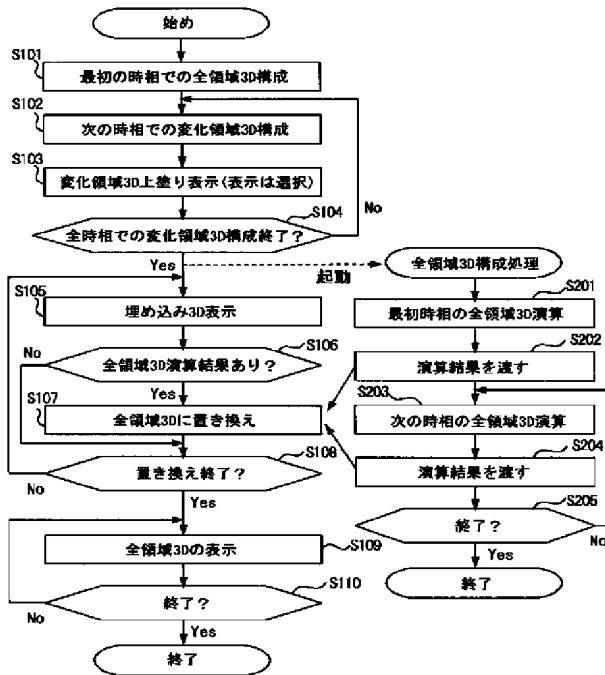 始め
S101
最初の時相での全領域3D構成
S102
次の時相での変化領域3D構成
S103
変化領域3D上塗り表示(表示は選択)
S104
全時相での変化領域3D構成終了?
No
Yes
起動
S105
埋め込み3D表示
S106
全領域3D演算結果あり?
No
Yes
S107
全領域3Dに置き換え
S108
置き換え終了?
No
Yes
全領域3Dの表示
S109
S110
終了?
No
Yes
終了
全領域3D構成処理
S201
最初時相の全領域3D演算
S202
演算結果を渡す
S203
次の時相の全領域3D演算
S204
演算結果を渡す
S205
終了?
No
Yes
終了